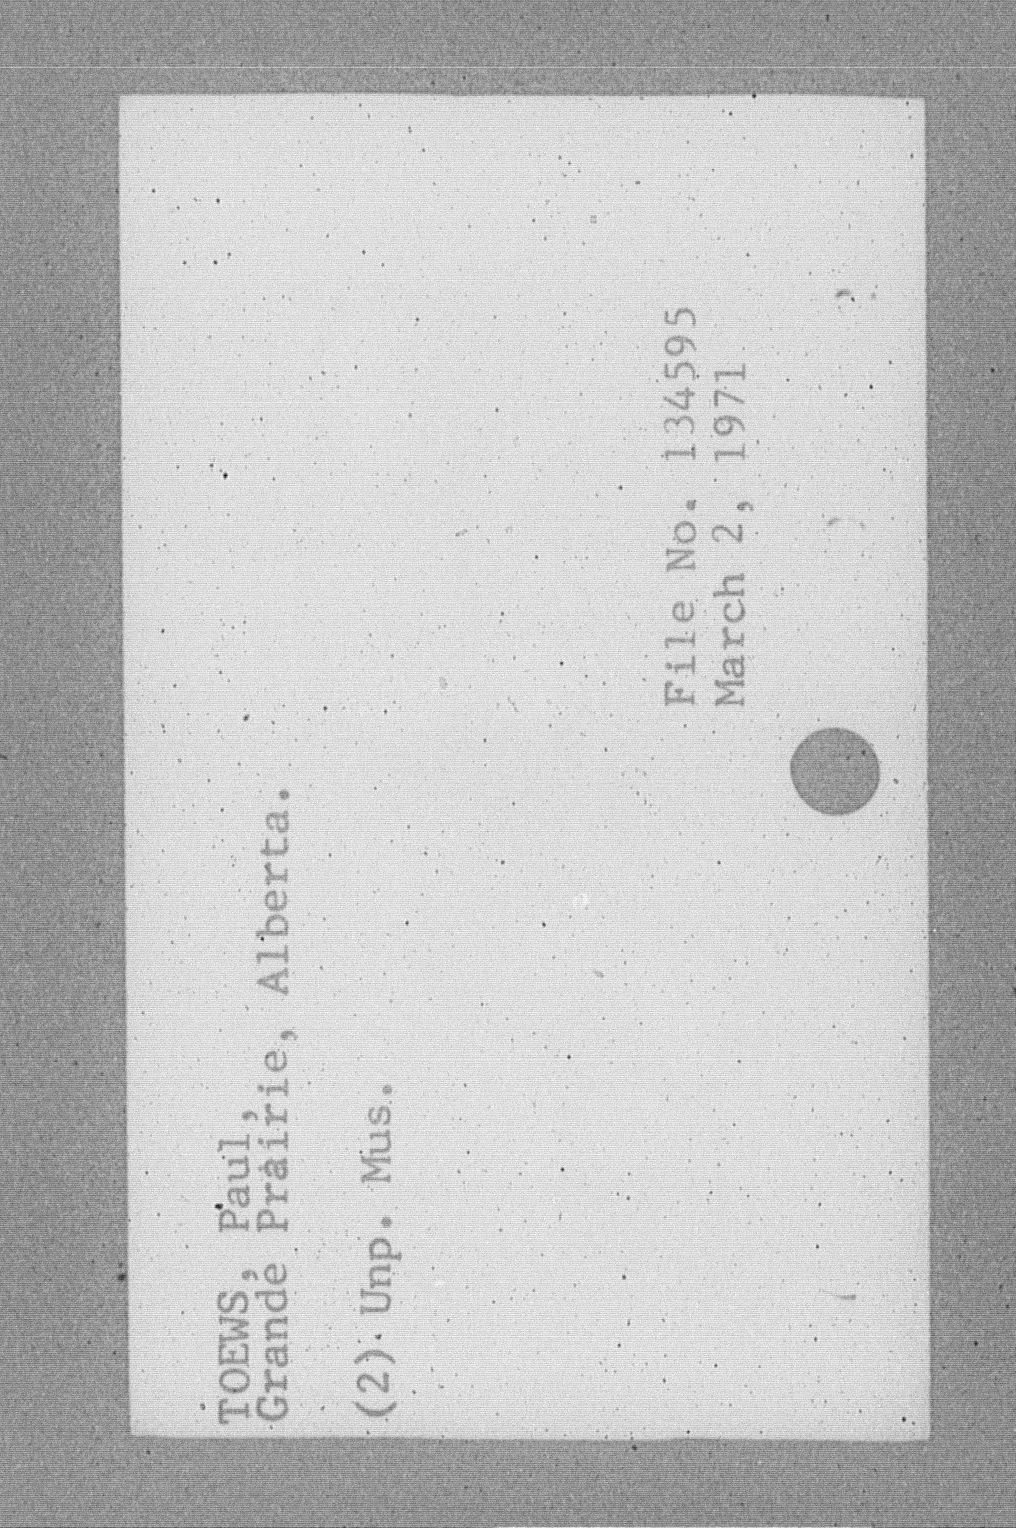 TOEWS, Paul,
Grande Prairie, Alberta.
(2). Unp. Mus.
File No. 134595
March 2, 1971